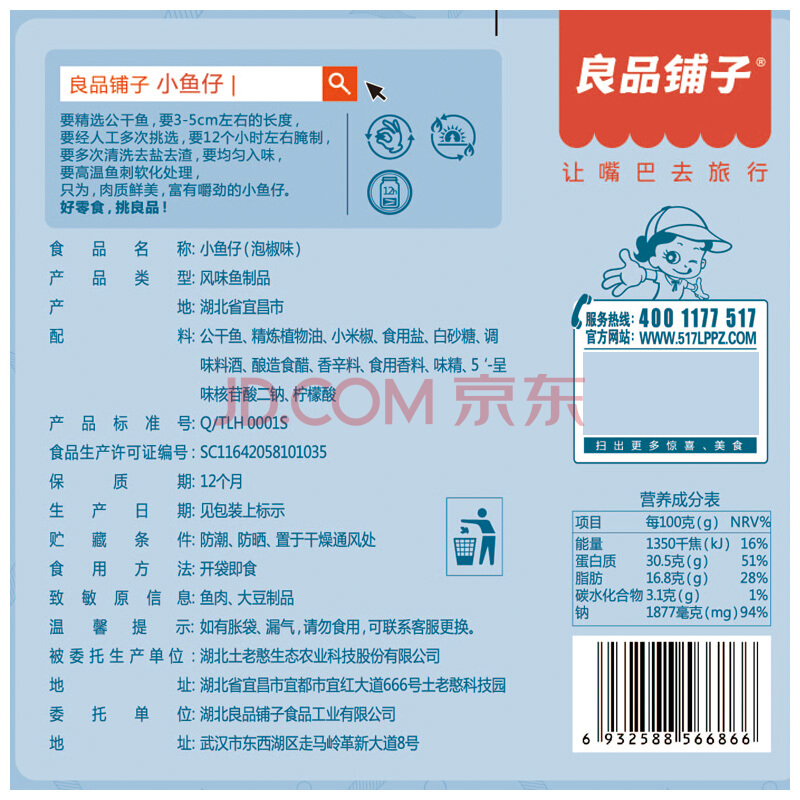 良品铺子®
让嘴巴去旅行
良品铺子 小鱼仔|
要精选公干鱼，要3-5cm左右的长度，
要经人工多次挑选，要12个小时左右腌制，
要多次清洗去盐去渣，要均匀入味，
要高温鱼刺软化处理，
只为，肉质鲜美，富有嚼劲的小鱼仔。
好零食，挑良品！
12h
食品名称：小鱼仔（泡椒味）
产品类型：风味鱼制品
产地：湖北省宜昌市
配料：公干鱼、精炼植物油、小米椒、食用盐、白砂糖、调
味料酒、酿造食醋、香辛料、食用香料、味精、5‘-呈
味核苷酸二钠、柠檬酸
产品标准号：Q/TLH 0001S
食品生产许可证编号：SC11642058101035
保质期：12个月
生产日期：见包装上标示
贮藏条件：防潮、防晒、置于干燥通风处
食用方法：开袋即食
致敏原信息：鱼肉、大豆制品
温馨提示：如有胀袋、漏气，请勿食用，可联系客服更换。
被委托生产单位：湖北土老憨生态农业科技股份有限公司
地址：湖北省宜昌市宜都市宜红大道666号土老憨科技园
委托单位：湖北良品铺子食品工业有限公司
地址：武汉市东西湖区走马岭革新大道8号
JD.COM 京东
服务热线：400 1177 517
官方网站：WWW.517LPPZ.COM
扫出更多惊喜、美食
营养成分表
项目 每100克(g) NRV%
能量 1350千焦(kJ) 16%
蛋白质 30.5克(g) 51%
脂肪 16.8克(g) 28%
碳水化合物 3.1克(g) 1%
钠 1877毫克(mg) 94%
6 932588 566866